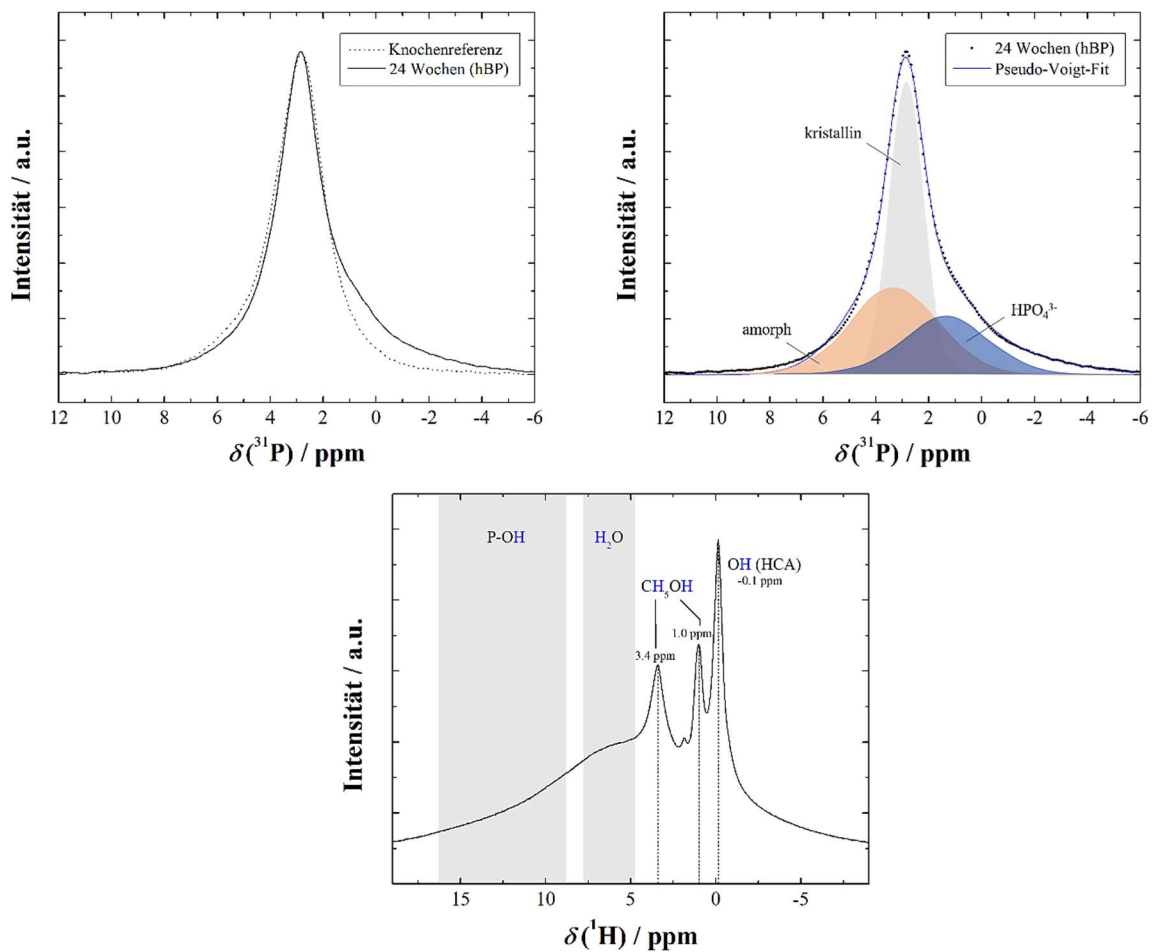 Intensität / a.u.
Knochenreferenz
24 Wochen (hBP)
12 10 8 6 4 2 0 -2 -4 -6
δ(³¹P) / ppm
Intensität / a.u.
24 Wochen (hBP)
Pseudo-Voigt-Fit
kristallin
amorph
HPO₄³⁻
12 10 8 6 4 2 0 -2 -4 -6
δ(³¹P) / ppm
Intensität / a.u.
P-OH
H₂O
CH₅OH
3.4 ppm
1.0 ppm
OH (HCA)
-0.1 ppm
15 10 5 0 -5
δ(¹H) / ppm